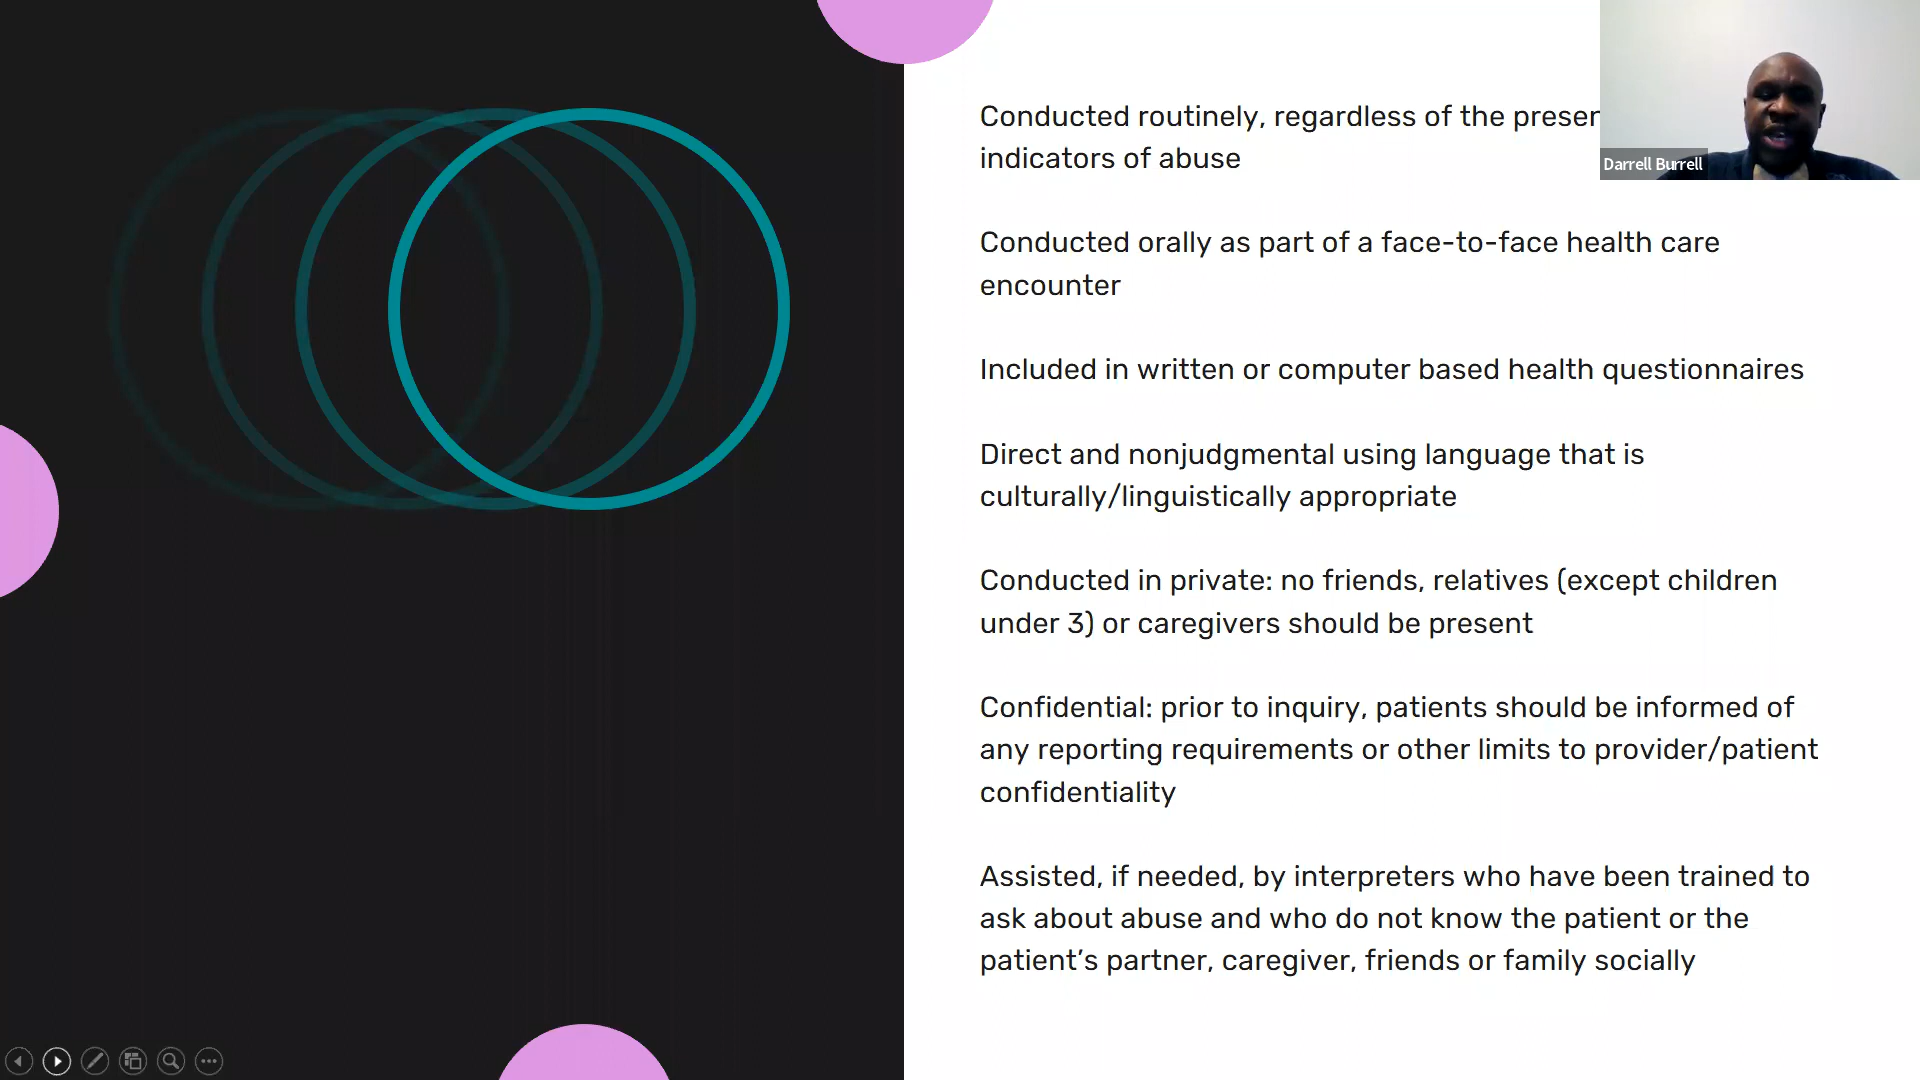 Conducted routinely, regardless of the
indicators of abuse
Darrell Burrell
Conducted orally as part of a face-to-face health care
encounter
Included in written or computer based health questionnaires
Direct and nonjudgmental using language that is
culturally/linguistically appropriate
Conducted in private: no friends, relatives (except children
under 3) or caregivers should be present
Confidential: prior to inquiry, patients should be informed of
any reporting requirements or other limits to provider/patient
confidentiality
Assisted, if needed, by interpreters who have been trained to
ask about abuse and who do not know the patient or the
patient’s partner, caregiver, friends or family socially